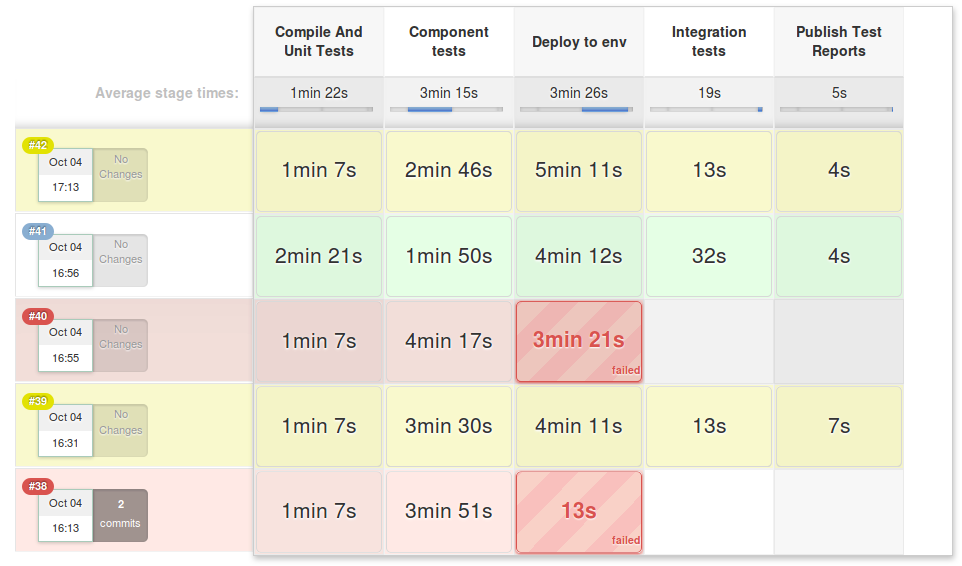 Compile And
Unit Tests
Component
tests
Deploy to env
Integration
tests
Publish Test
Reports
Average stage times:
1min 22s
3min 15s
3min 26s
19s
5s
#42
Oct 04
17:13
No
Changes
1min 7s
2min 46s
5min 11s
13s
4s
#41
Oct 04
16:56
No
Changes
2min 21s
1min 50s
4min 12s
32s
4s
#40
Oct 04
16:55
No
Changes
1min 7s
4min 17s
3min 21s
failed
#39
Oct 04
16:31
No
Changes
1min 7s
3min 30s
4min 11s
13s
7s
#38
Oct 04
16:13
2
commits
1min 7s
3min 51s
13s
failed